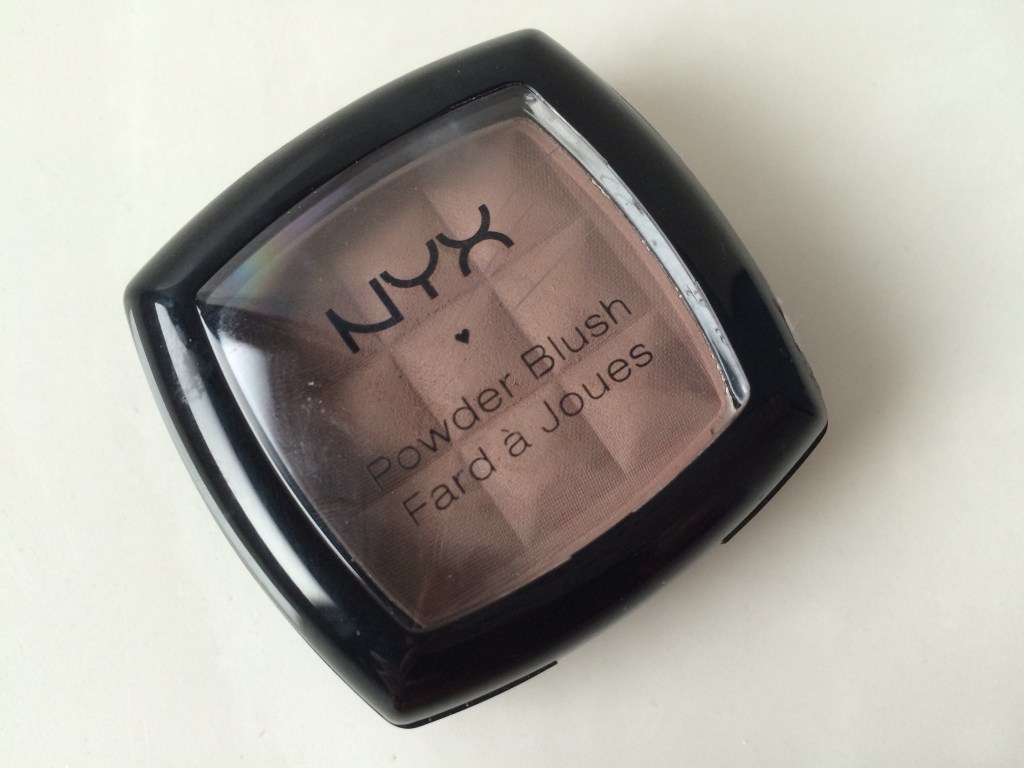 NYX
Powder Blush
Fard à Joues